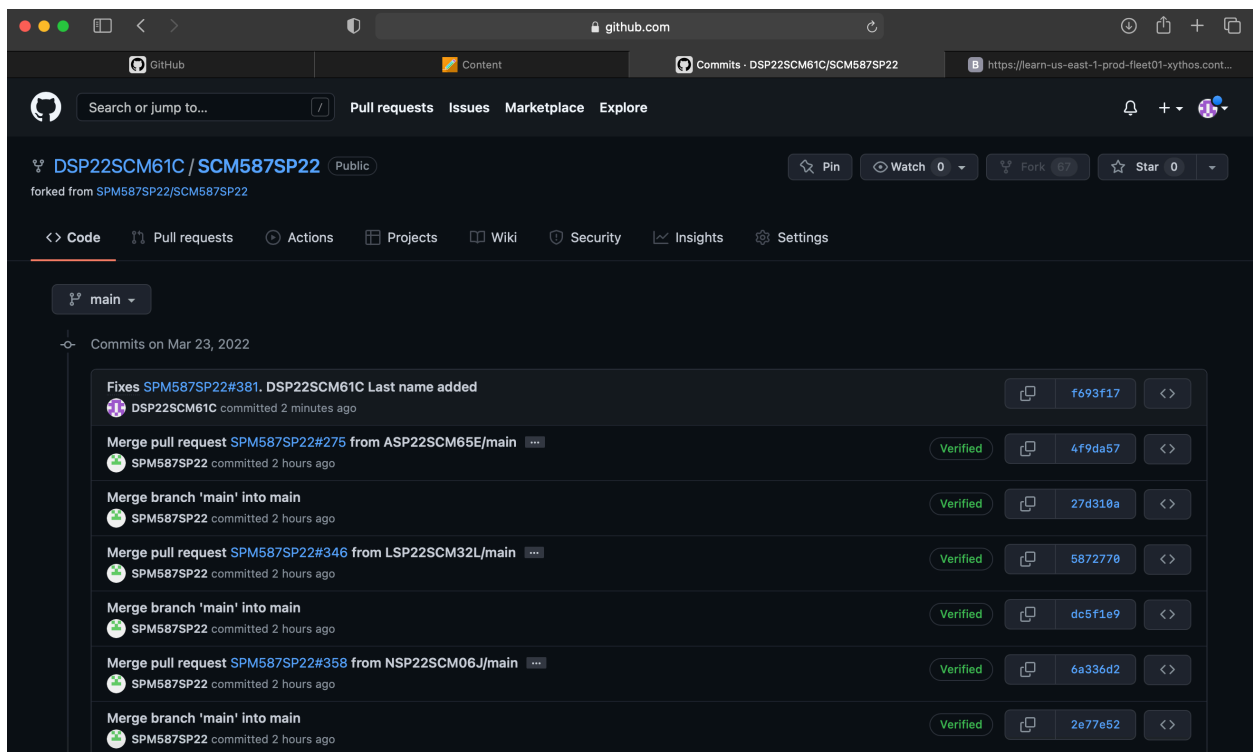 github.com
GitHub
Content
Commits · DSP22SCM61C/SCM587SP22
B https://learn-us-east-1-prod-fleet01-xythos.cont...
Search or jump to... /
Pull requests Issues Marketplace Explore
DSP22SCM61C / SCM587SP22 Public
Pin Watch 0 Fork 67 Star 0
forked from SPM587SP22/SCM587SP22
<> Code Pull requests Actions Projects Wiki Security Insights Settings
main
Commits on Mar 23, 2022
Fixes SPM587SP22#381. DSP22SCM61C Last name added
DSP22SCM61C committed 2 minutes ago
f693f17 <>
Merge pull request SPM587SP22#275 from ASP22SCM65E/main ...
SPM587SP22 committed 2 hours ago
Verified 4f9da57 <>
Merge branch 'main' into main
SPM587SP22 committed 2 hours ago
Verified 27d310a <>
Merge pull request SPM587SP22#346 from LSP22SCM32L/main ...
SPM587SP22 committed 2 hours ago
Verified 5872770 <>
Merge branch 'main' into main
SPM587SP22 committed 2 hours ago
Verified dc5f1e9 <>
Merge pull request SPM587SP22#358 from NSP22SCM06J/main ...
SPM587SP22 committed 2 hours ago
Verified 6a336d2 <>
Merge branch 'main' into main
SPM587SP22 committed 2 hours ago
Verified 2e77e52 <>